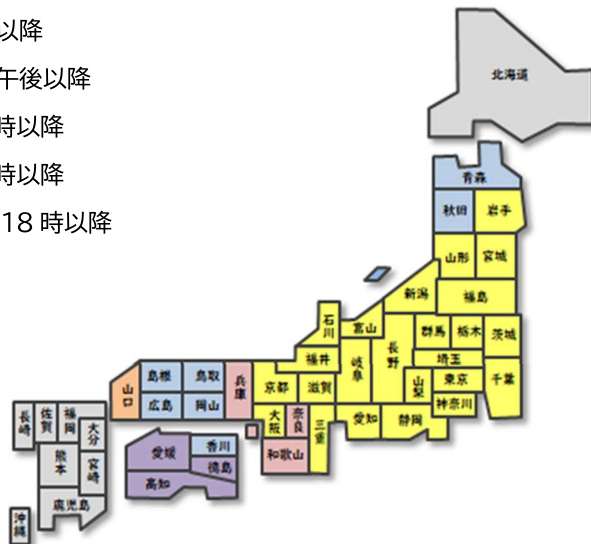 以降
午後以降
時以降
時以降
18 時以降
北海道
青森
秋田
岩手
山形
宮城
新潟
福島
石川
富山
長野
群馬
栃木
茨城
福井
岐阜
埼玉
山梨
東京
千葉
神奈川
山口
島根
鳥取
兵庫
京都
滋賀
広島
岡山
大阪
奈良
三重
愛知
静岡
和歌山
長崎
佐賀
福岡
大分
熊本
宮崎
鹿児島
沖縄
愛媛
香川
徳島
高知